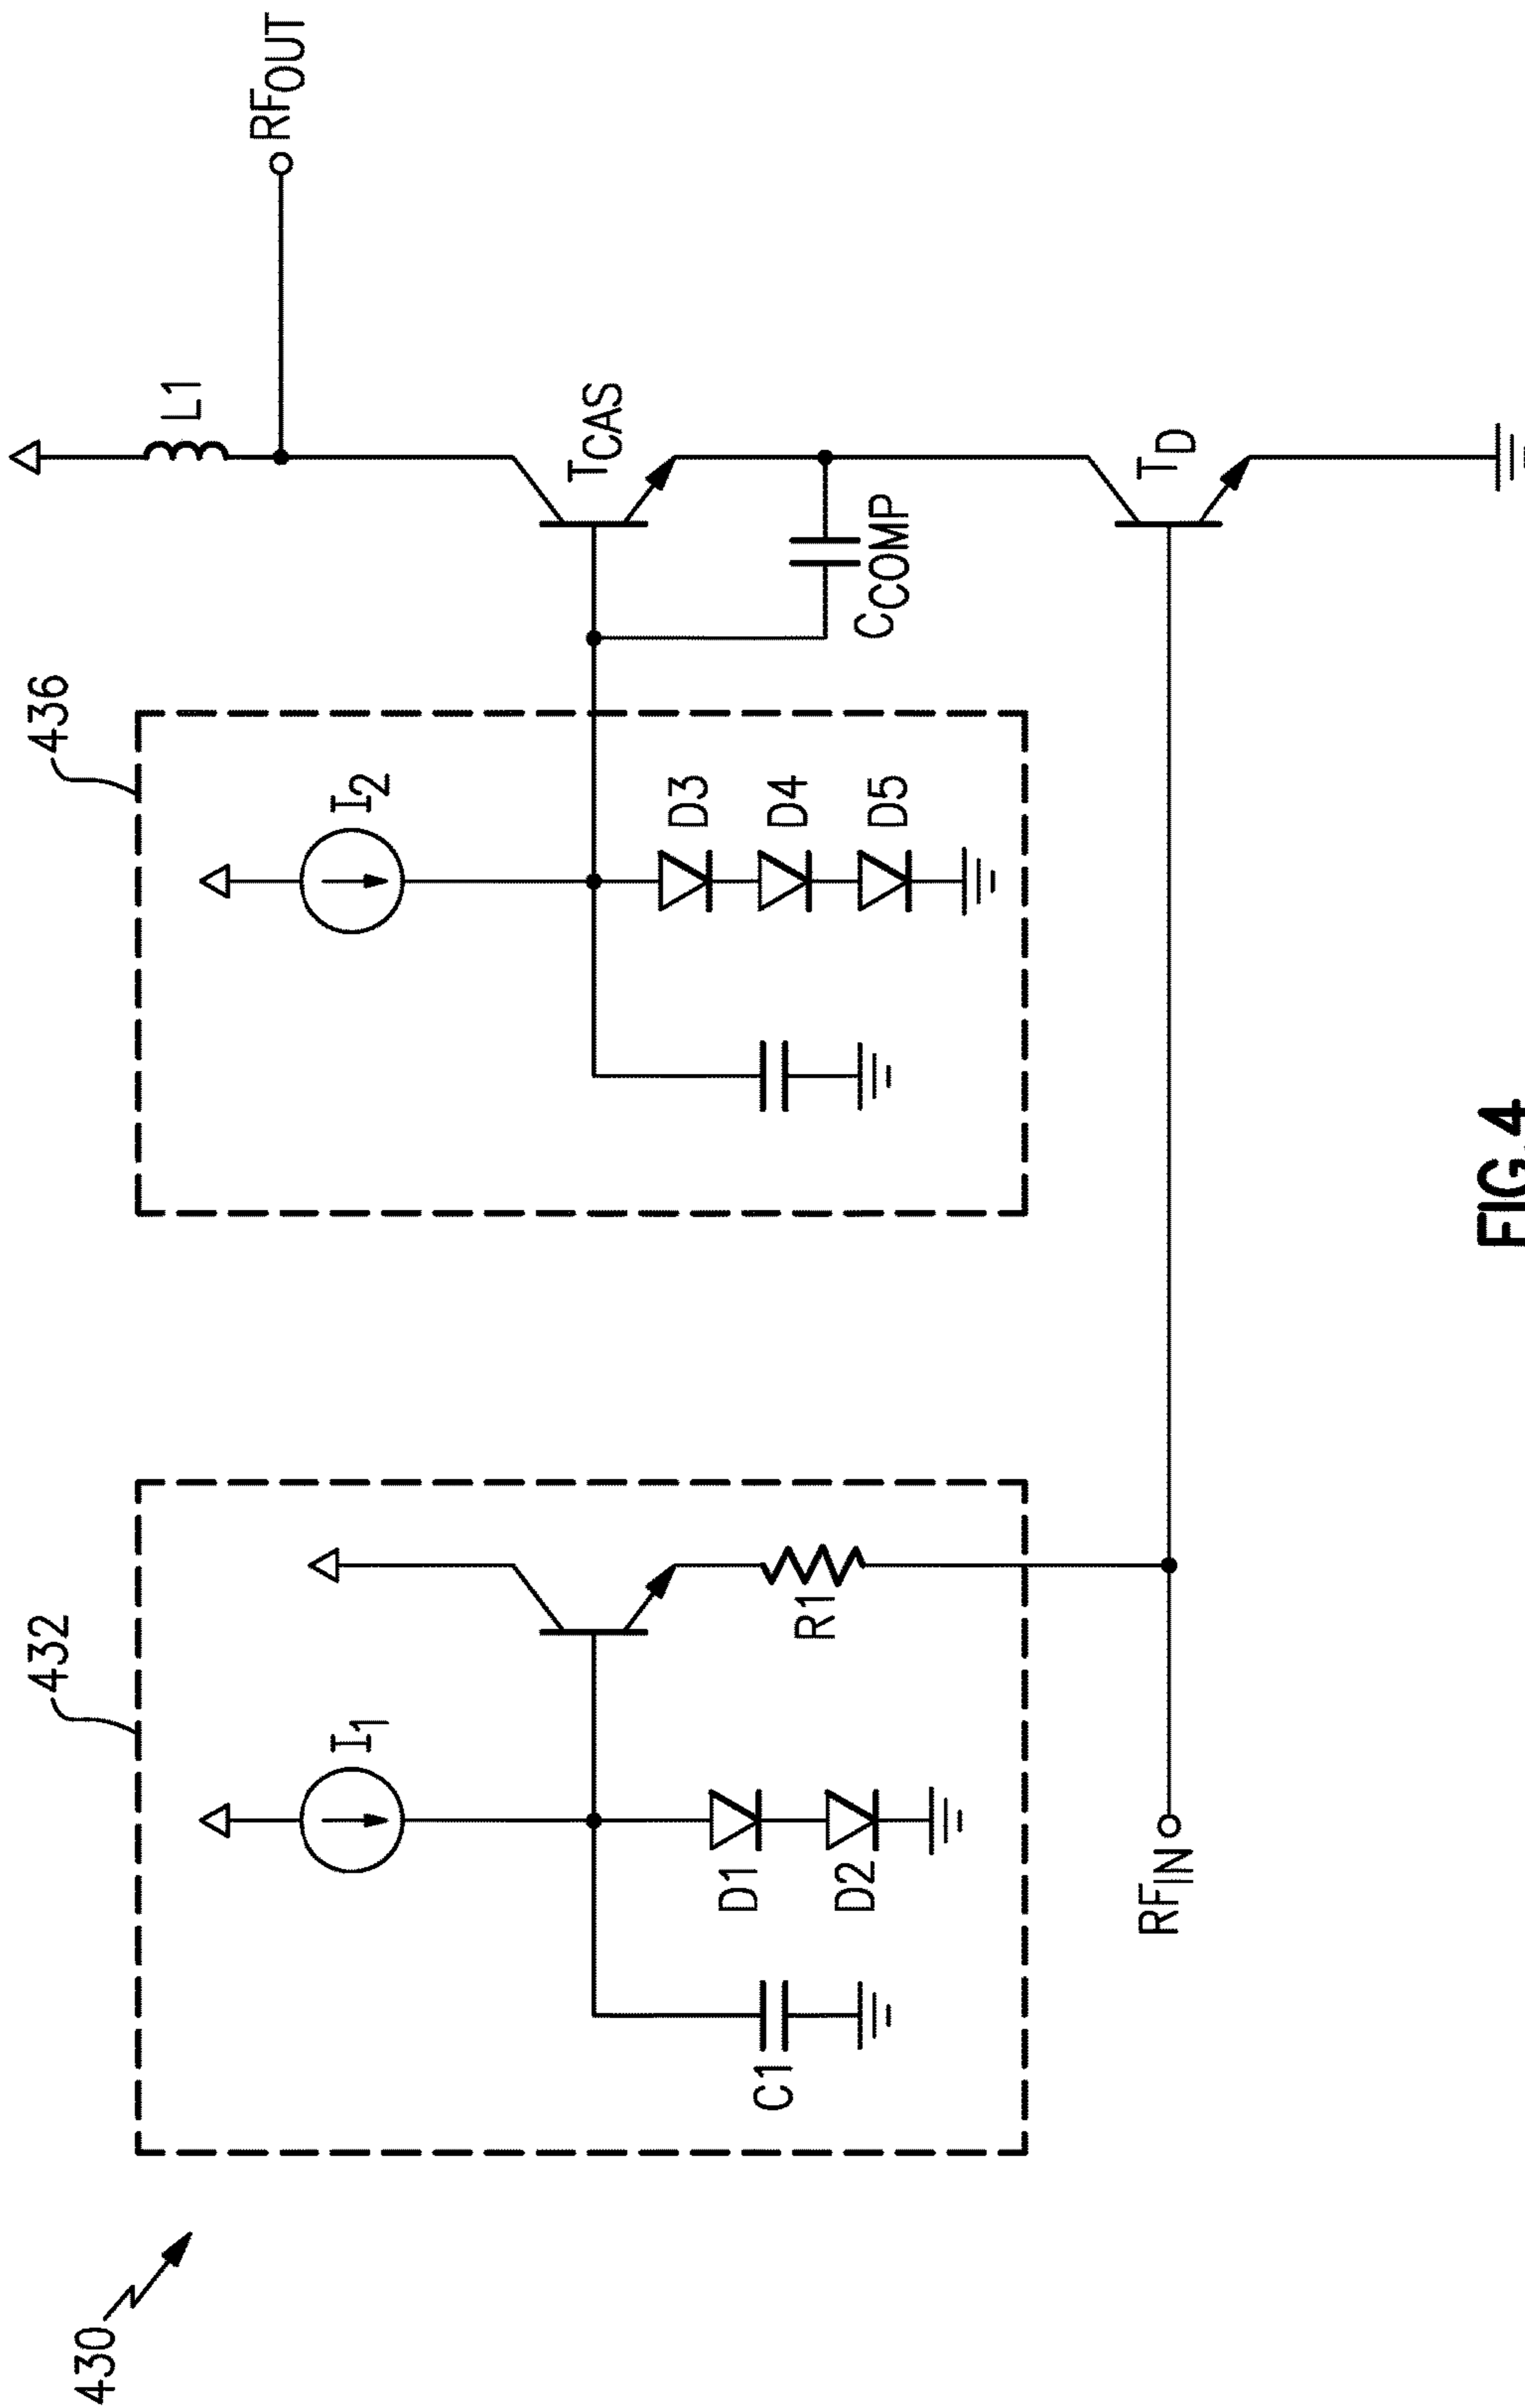 430
432
I1
D1
D2
C1
R1
RFIN
436
I2
D3
D4
D5
L1
RFOUT
TCAS
CCOMP
TD
FIG.4